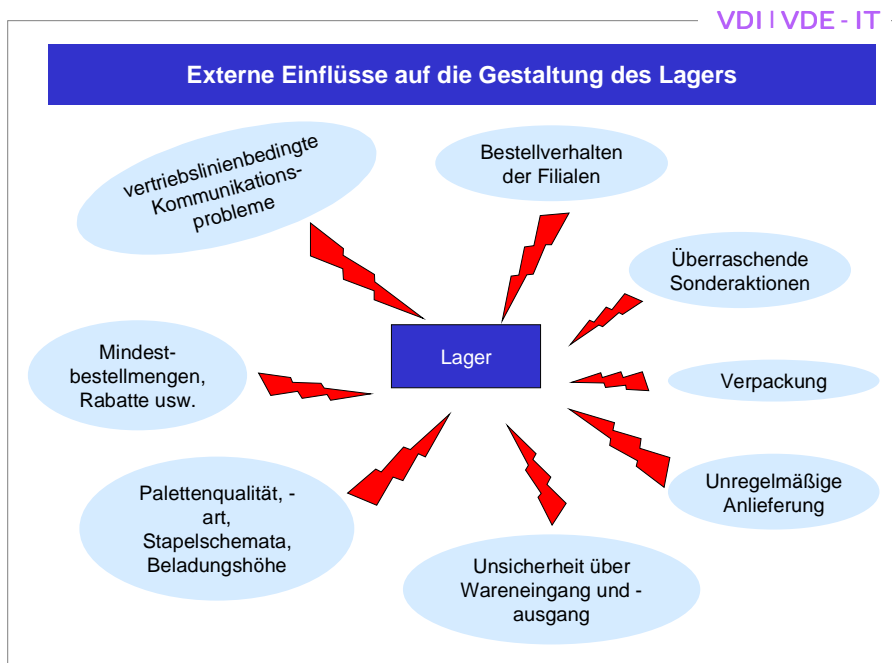 VDI | VDE - IT
Externe Einflüsse auf die Gestaltung des Lagers
vertriebslinienbedingte
Kommunikations-
probleme
Bestellverhalten
der Filialen
Überraschende
Sonderaktionen
Lager
Mindest-
bestellmengen,
Rabatte usw.
Verpackung
Palettenqualität, -
art,
Stapelschemata,
Beladungshöhe
Unregelmäßige
Anlieferung
Unsicherheit über
Wareneingang und -
ausgang